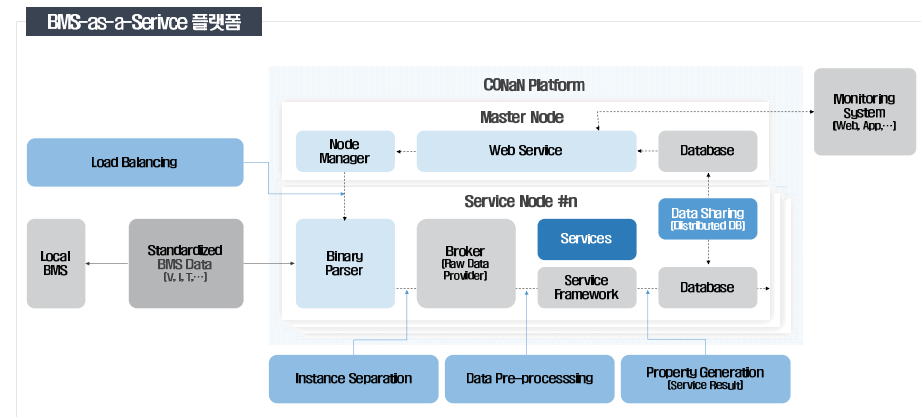 BMS-as-a-Serivce 플랫폼
CONaN Platform
Master Node
Monitoring
System
(Web, App,⋯)
Node
Manager
Web Service
Database
Load Balancing
Service Node #n
Data Sharing
(Distributed DB)
Local
BMS
Standardized
BMS Data
(V, I, T,⋯)
Binary
Parser
Broker
(Raw Data
Provider)
Services
Service
Framework
Database
Instance Separation
Data Pre-processsing
Property Generation
(Service Result)